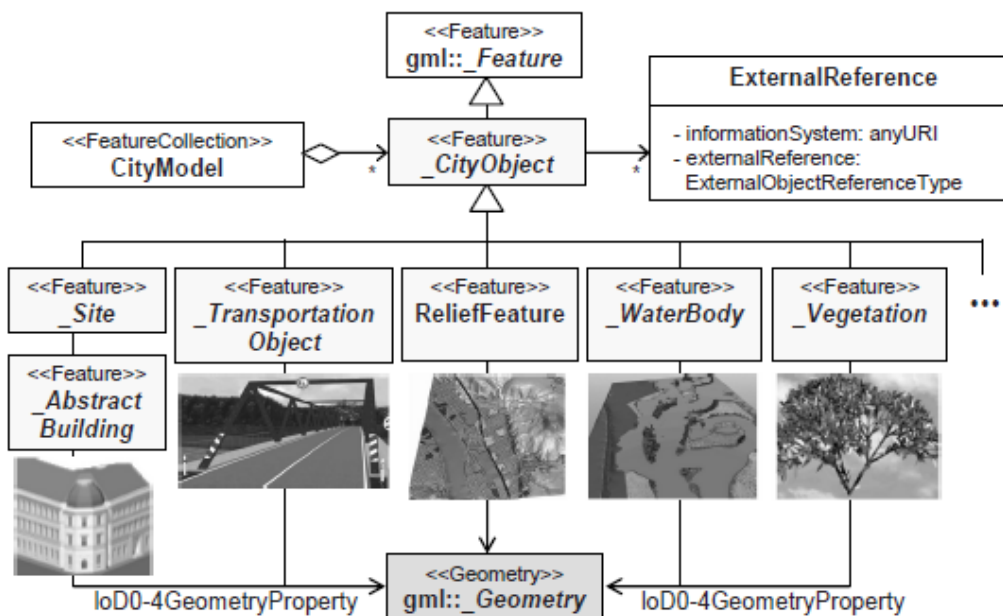 <<Feature>>
gml::_Feature
<<FeatureCollection>>
CityModel
*
<<Feature>>
_CityObject
*
ExternalReference
- informationSystem: anyURI
- externalReference:
ExternalObjectReferenceType
<<Feature>>
_Site
<<Feature>>
_Transportation
Object
<<Feature>>
ReliefFeature
<<Feature>>
_WaterBody
<<Feature>>
_Vegetation
•••
<<Feature>>
_Abstract
Building
<<Geometry>>
gml::_Geometry
loD0-4GeometryProperty
loD0-4GeometryProperty